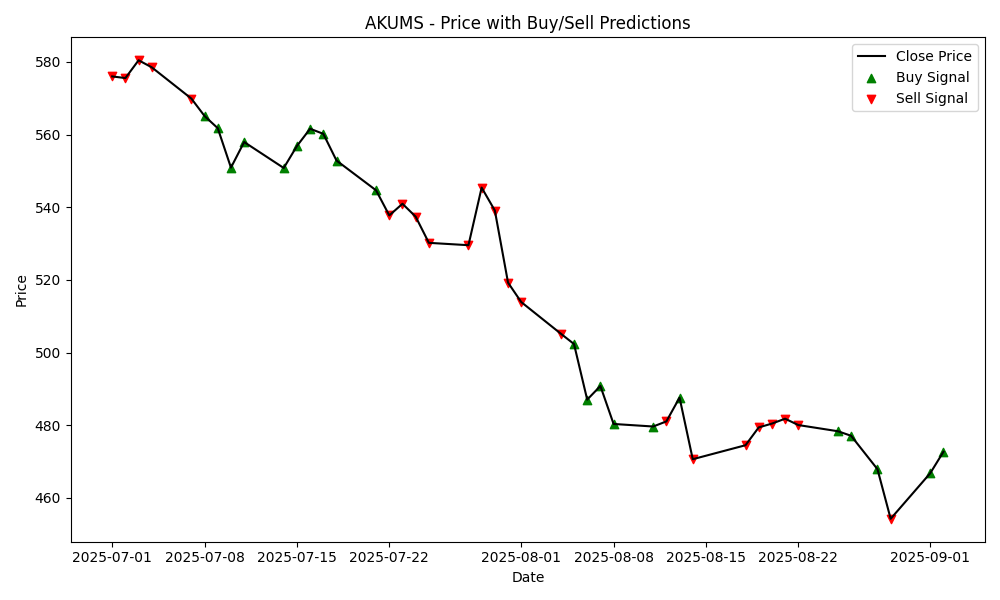 AKUMS - Price with Buy/Sell Predictions
Close Price
Buy Signal
Sell Signal
Price
580
560
540
520
500
480
460
2025-07-01
2025-07-08
2025-07-15
2025-07-22
2025-08-01
2025-08-08
2025-08-15
2025-08-22
2025-09-01
Date